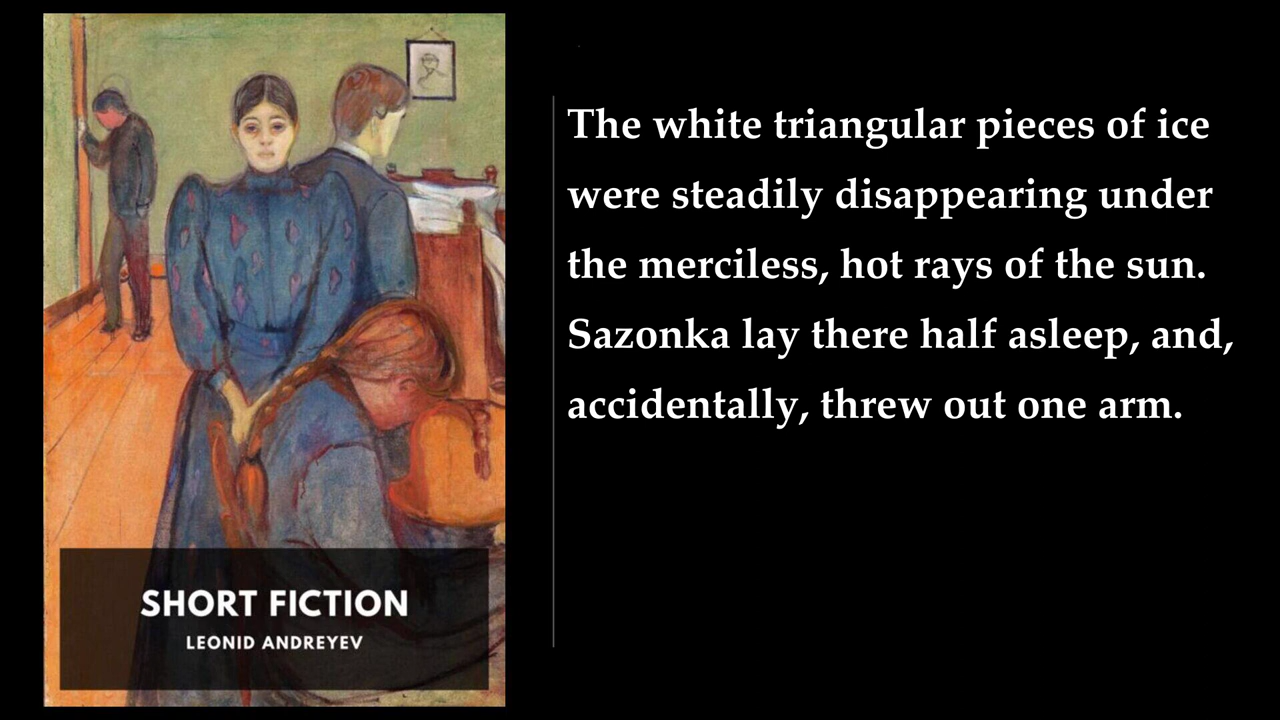 The white triangular pieces of ice
were steadily disappearing under
the merciless, hot rays of the sun.
Sazonka lay there half asleep, and,
accidentally, threw out one arm.
SHORT FICTION
LEONID ANDREYEV